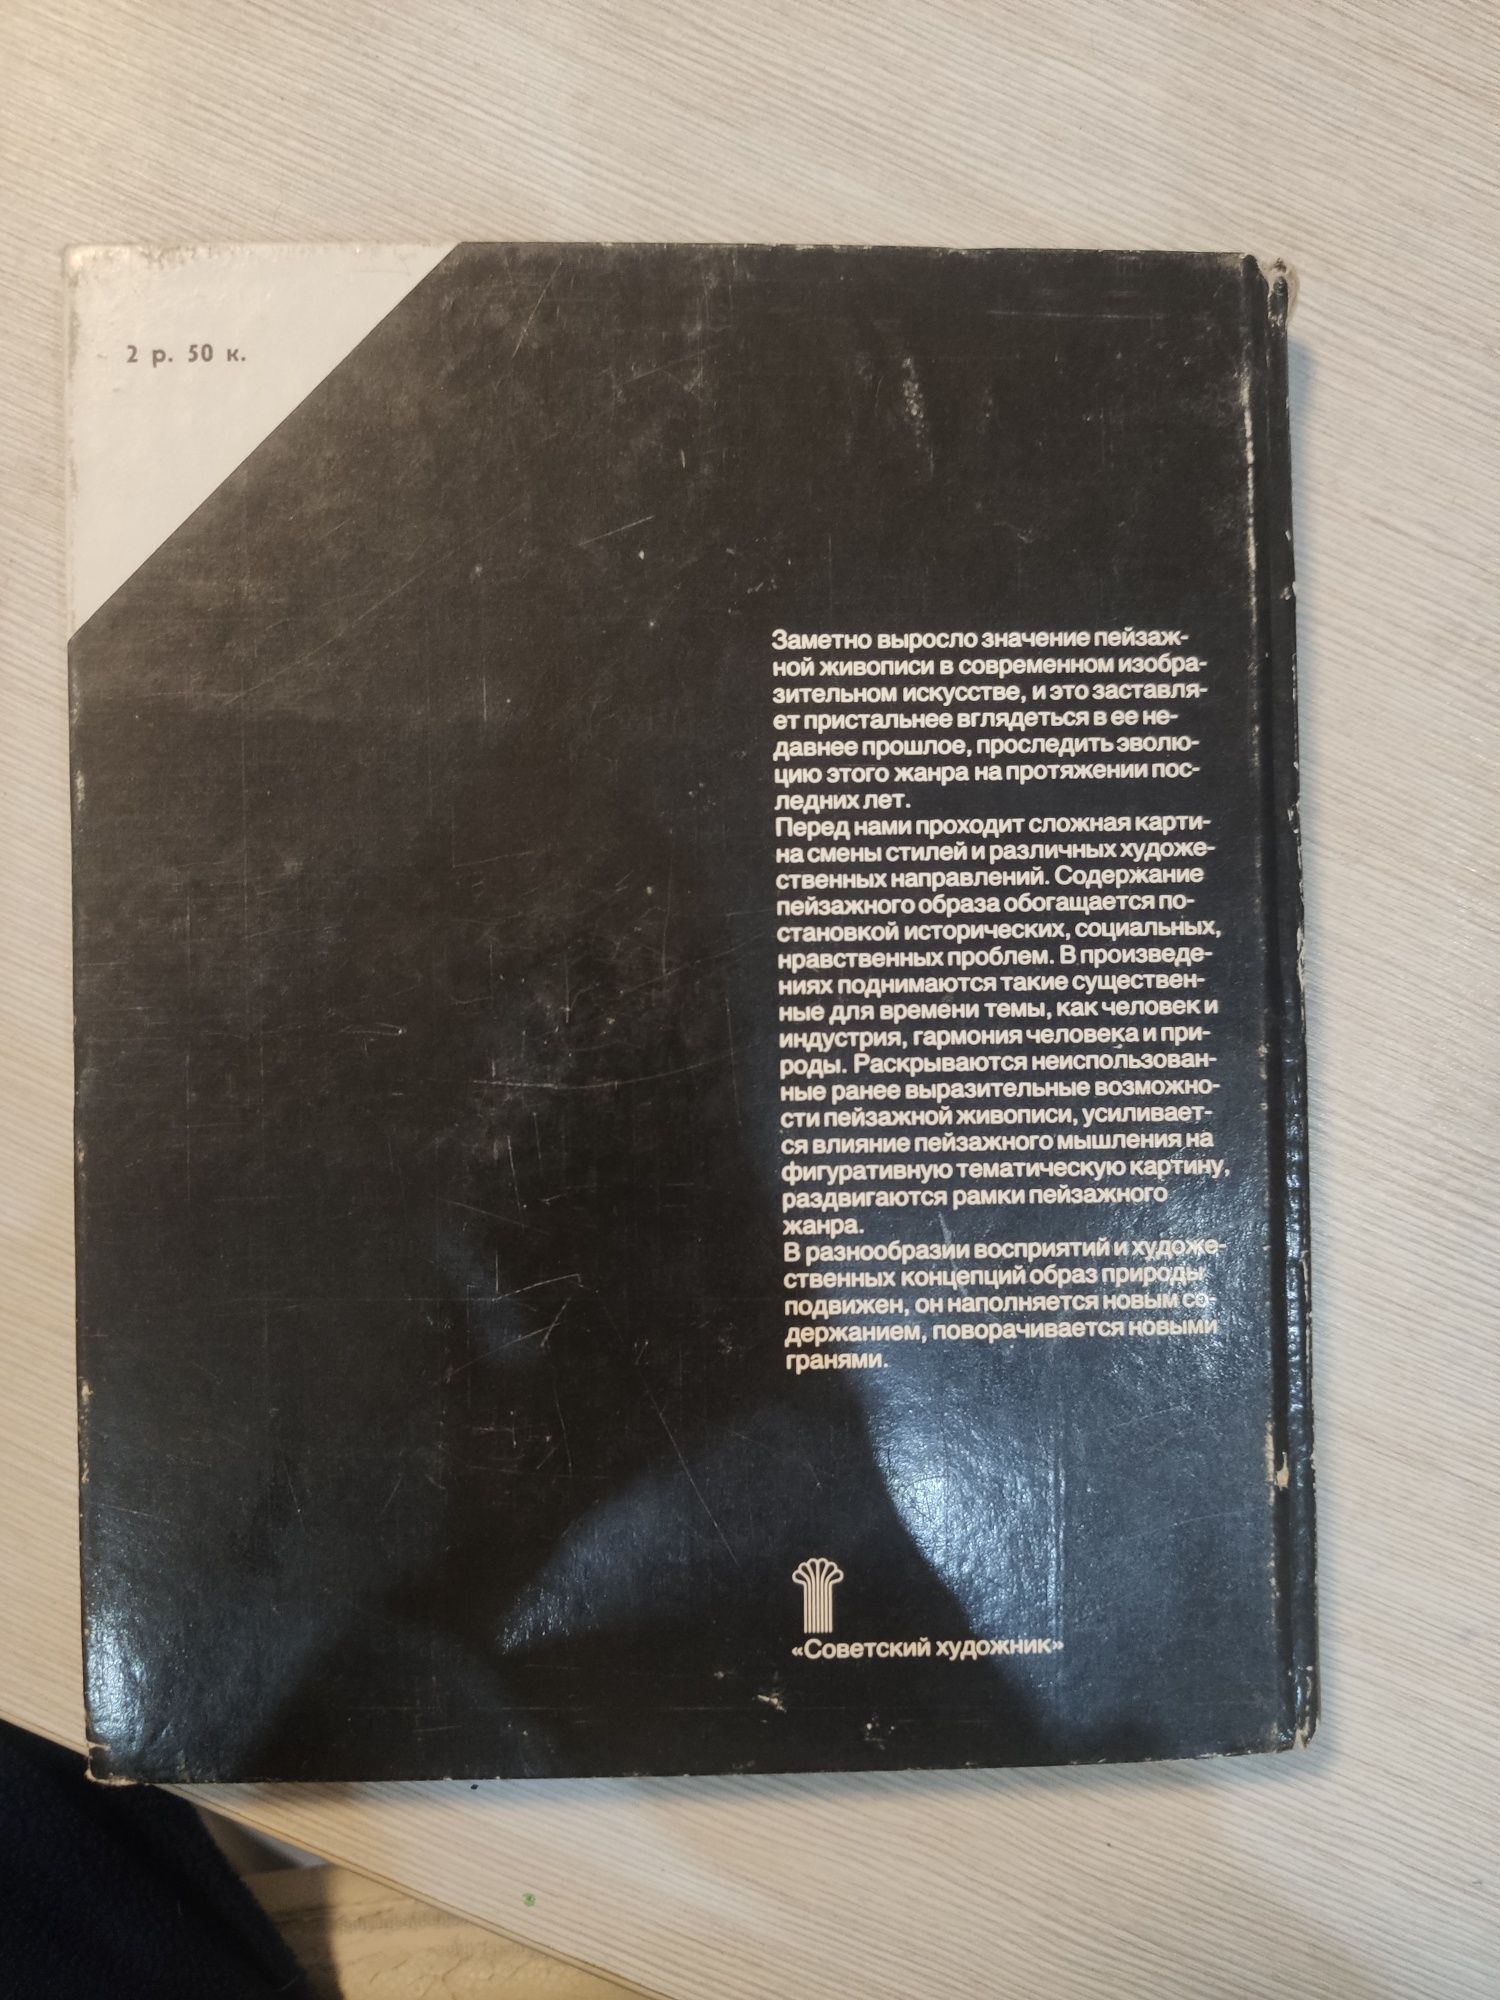 2 р. 50 к.
Заметно выросло значение пейзаж-
ной живописи в современном изобра-
зительном искусстве, и это заставля-
ет пристальнее вглядеться в ее не-
давнее прошлое, проследить эволю-
цию этого жанра на протяжении пос-
ледних лет.
Перед нами проходит сложная карти-
на смены стилей и различных художе-
ственных направлений. Содержание
пейзажного образа обогащается по-
становкой исторических, социальных,
нравственных проблем. В произведе-
ниях поднимаются такие существен-
ные для времени темы, как человек и
индустрия, гармония человека и при-
роды. Раскрываются неиспользован-
ные ранее выразительные возможно-
сти пейзажной живописи, усиливает-
ся влияние пейзажного мышления на
фигуративную тематическую картину,
раздвигаются рамки пейзажного
жанра.
В разнообразии восприятий и художе-
ственных концепций образ природы
подвижен, он наполняется новым со-
держанием, поворачивается новыми
гранями.
«Советский художник»